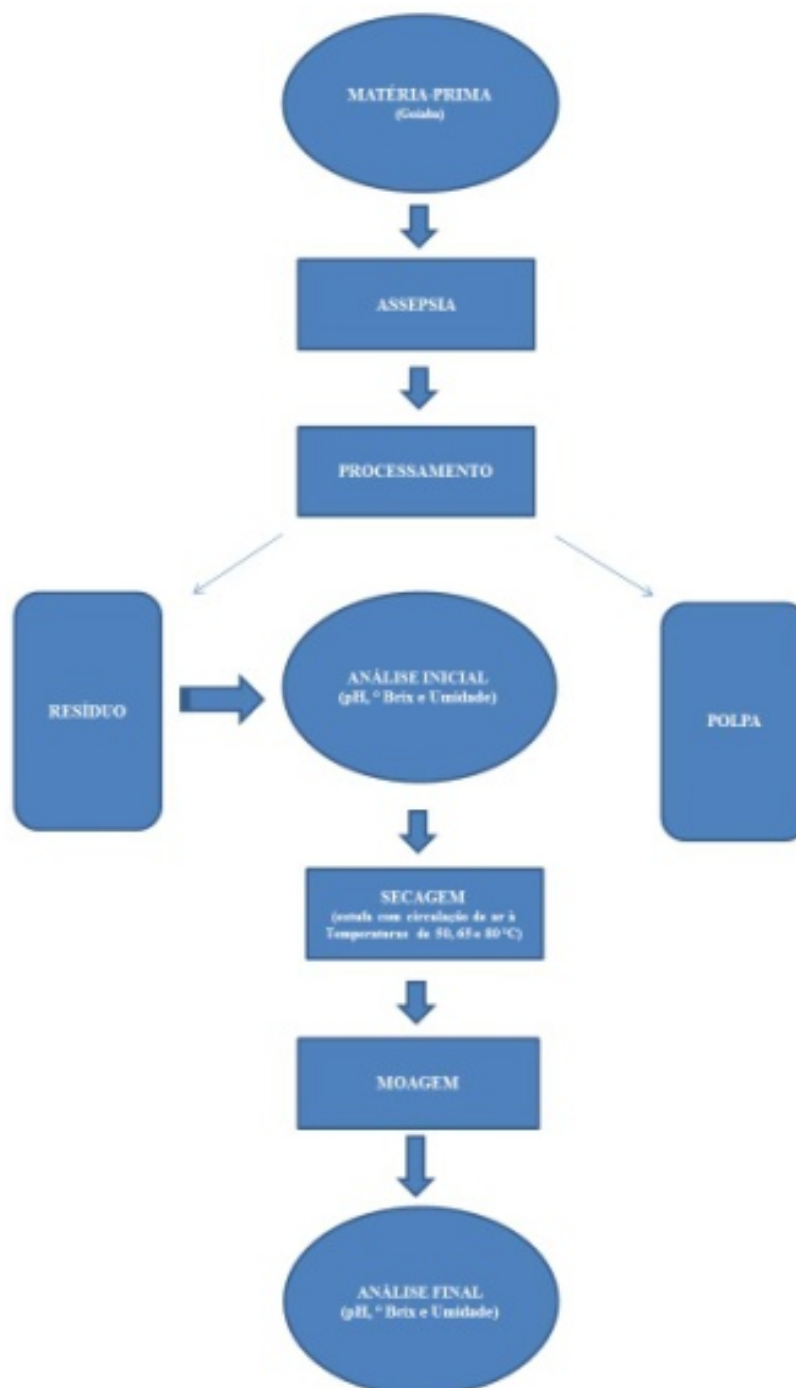 MATÉRIA-PRIMA
(Goiaba)
ASSEPSIA
PROCESSAMENTO
RESÍDUO
ANÁLISE INICIAL
(pH, ° Brix e Umidade)
POLPA
SECAGEM
(estufa com circulação de ar à
Temperaturas de 50, 65 e 80 °C)
MOAGEM
ANÁLISE FINAL
(pH, ° Brix e Umidade)